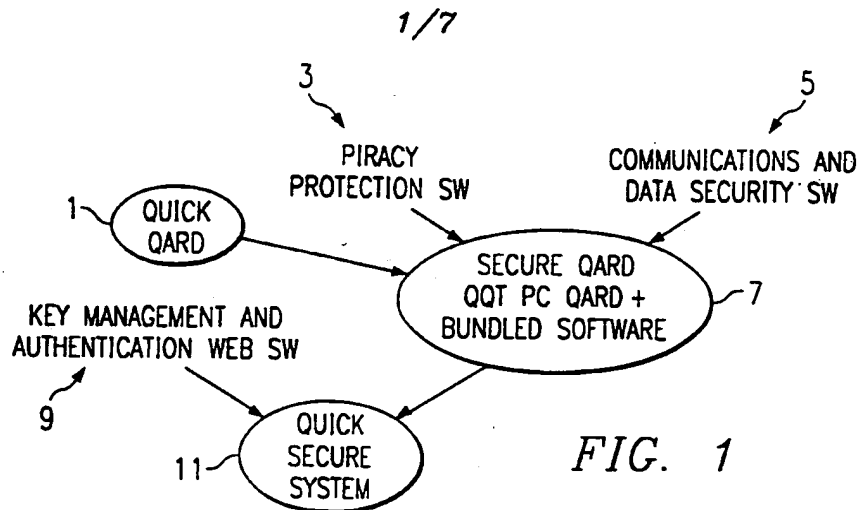 1/7
3
5
PIRACY
PROTECTION SW
COMMUNICATIONS AND
DATA SECURITY SW
1
QUICK
QARD
SECURE QARD
QQT PC QARD +
BUNDLED SOFTWARE
7
KEY MANAGEMENT AND
AUTHENTICATION WEB SW
9
QUICK
SECURE
SYSTEM
11
FIG. 1